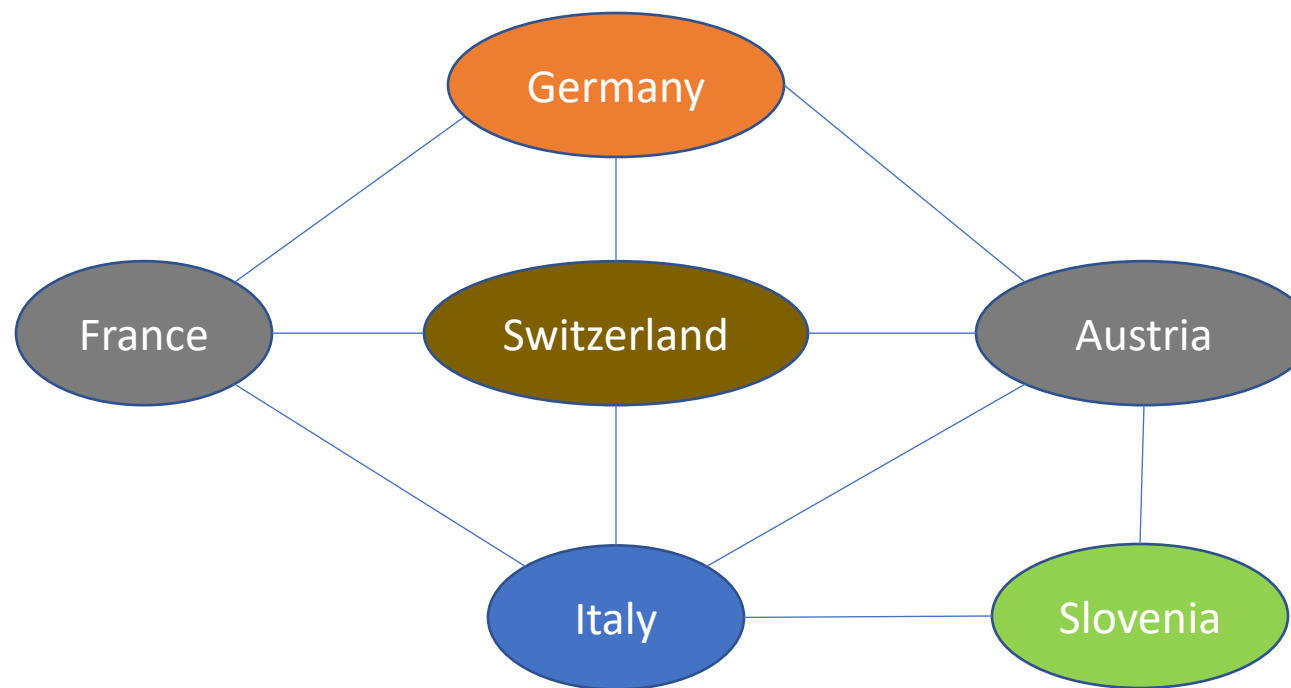 Germany
France
Switzerland
Austria
Italy
Slovenia